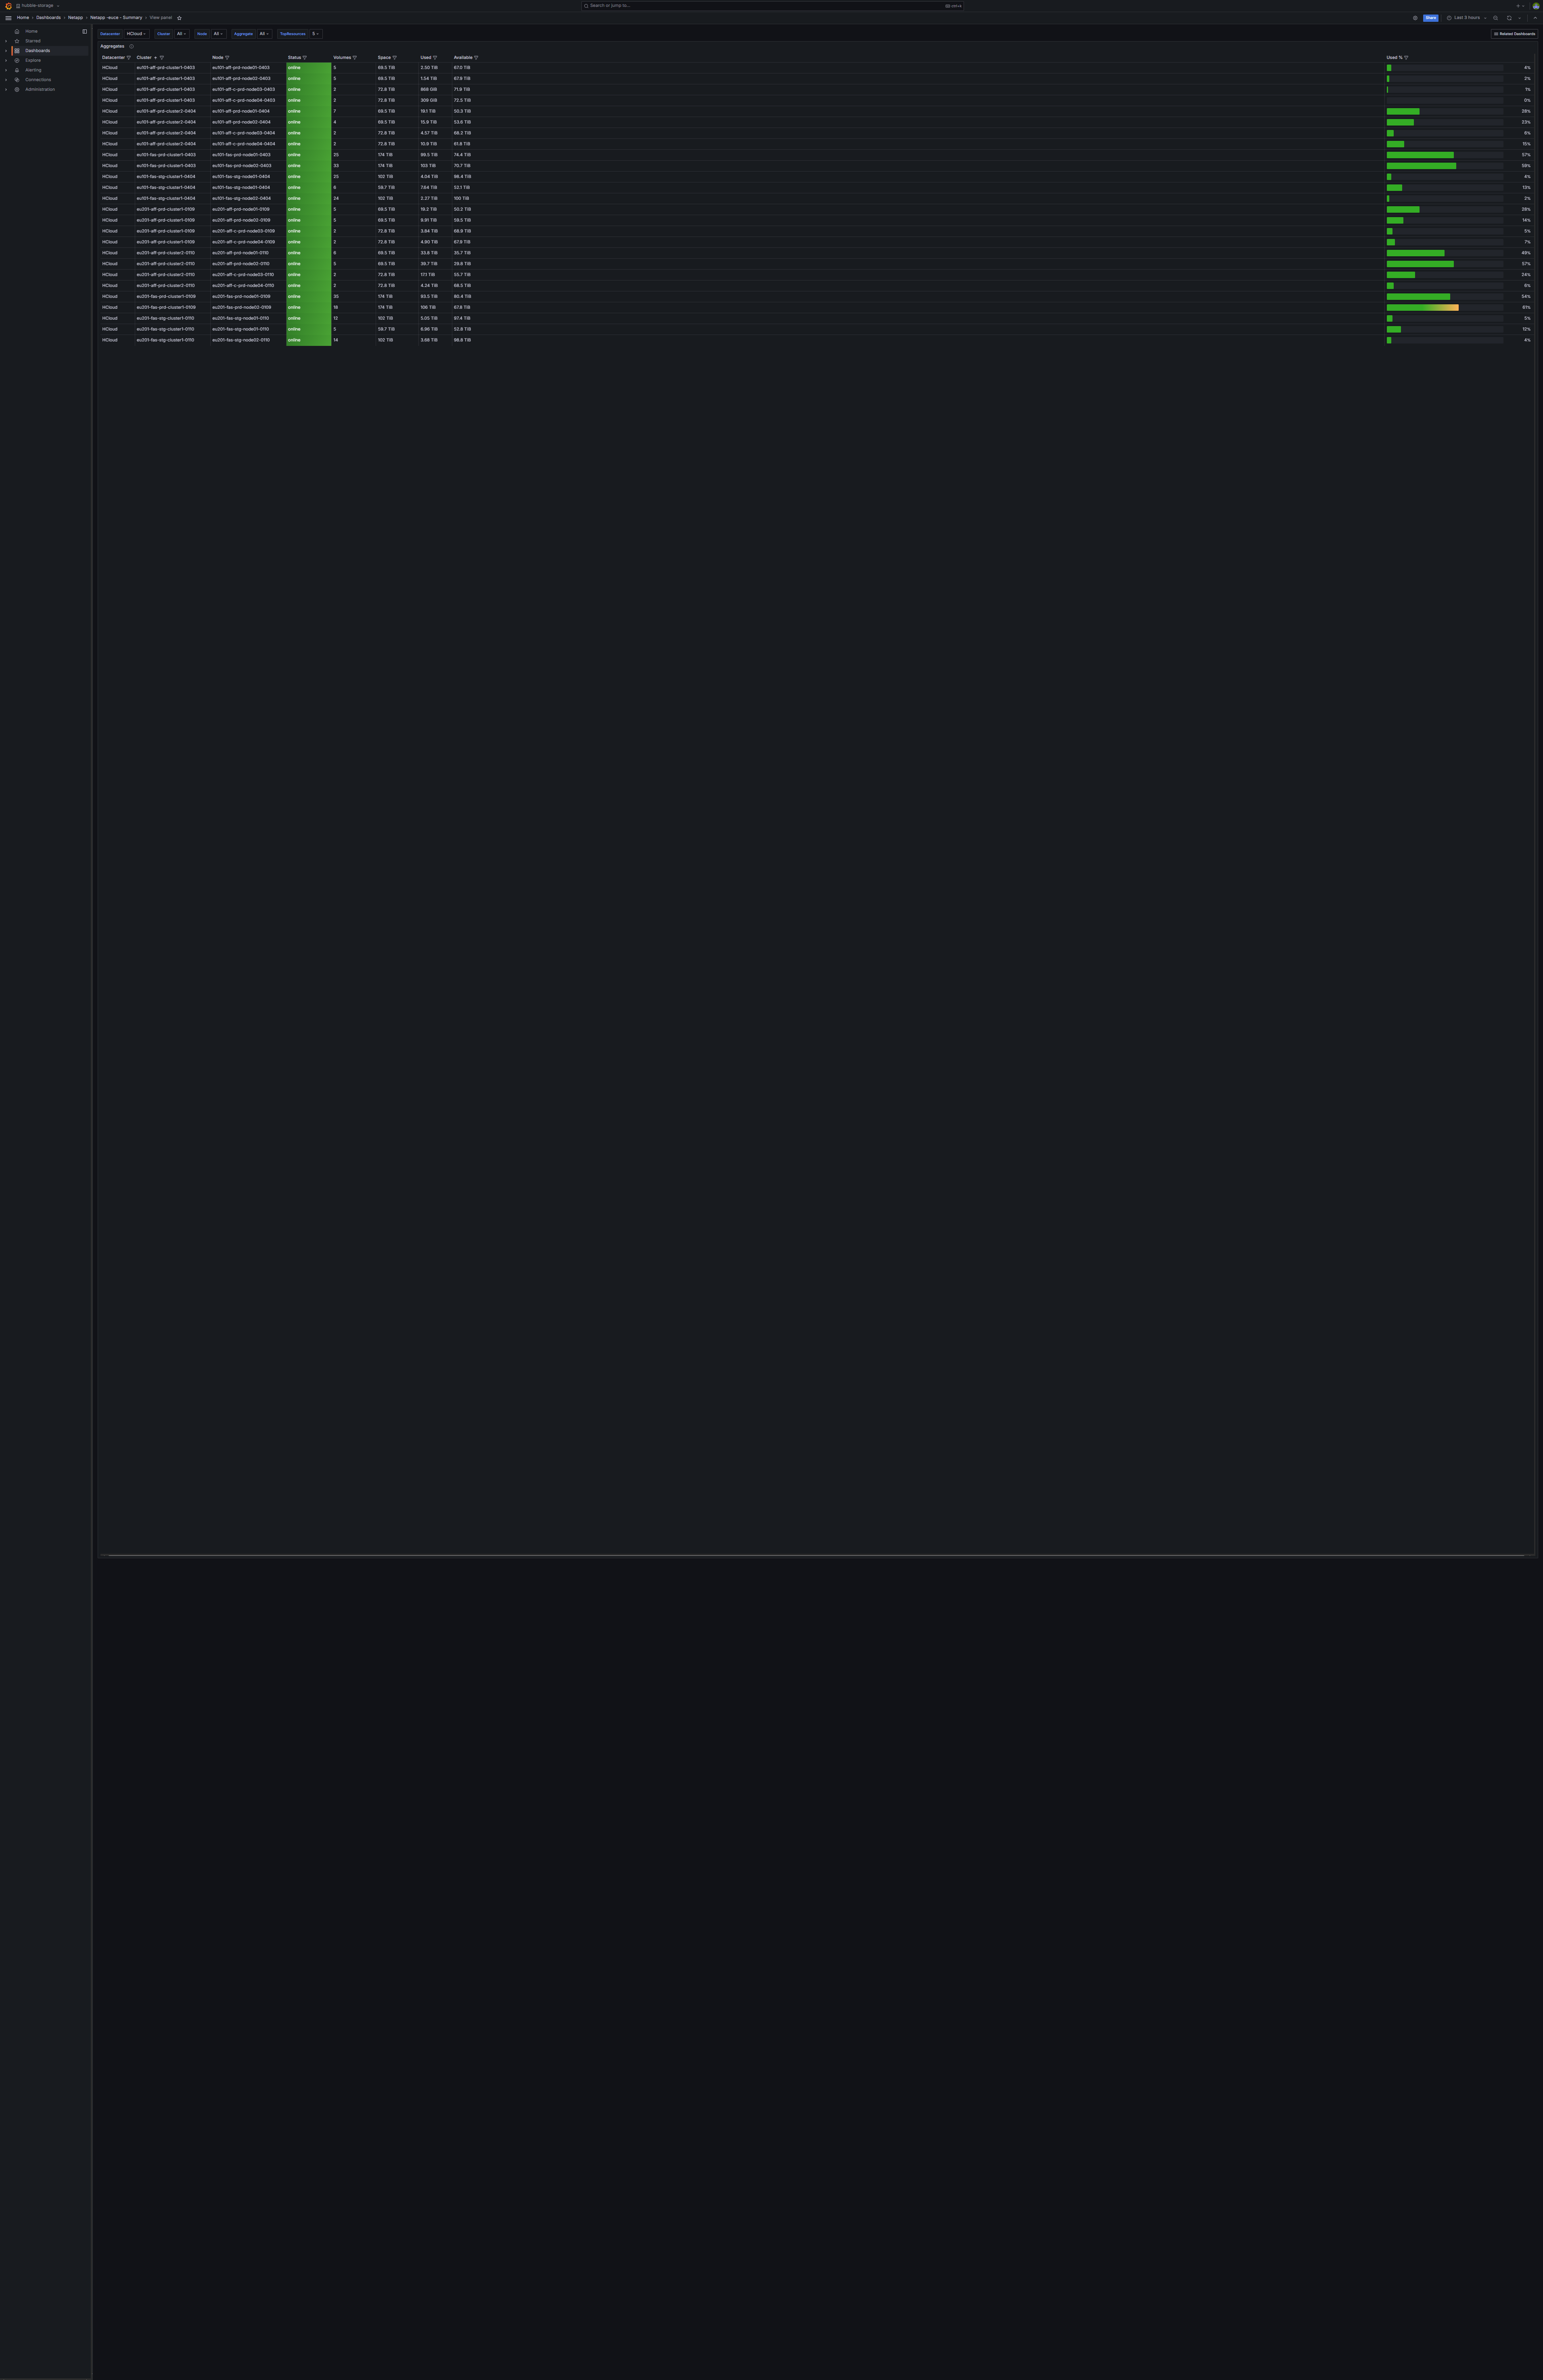 hubble-storage
Search or jump to...
ctrl+k
Home › Dashboards › Netapp › Netapp -euce - Summary › View panel
Share
Last 3 hours
Home
Starred
Dashboards
Explore
Alerting
Connections
Administration
Datacenter HCloud Cluster All Node All Aggregate All TopResources 5
Related Dashboards
Aggregates
Datacenter Cluster Node Status Volumes Space Used Available Used %
HCloud eu101-aff-prd-cluster1-0403 eu101-aff-prd-node01-0403 online 5 69.5 TiB 2.50 TiB 67.0 TiB 4%
HCloud eu101-aff-prd-cluster1-0403 eu101-aff-prd-node02-0403 online 5 69.5 TiB 1.54 TiB 67.9 TiB 2%
HCloud eu101-aff-prd-cluster1-0403 eu101-aff-c-prd-node03-0403 online 2 72.8 TiB 869 GiB 71.9 TiB 1%
HCloud eu101-aff-prd-cluster1-0403 eu101-aff-c-prd-node04-0403 online 2 72.8 TiB 309 GiB 72.5 TiB 0%
HCloud eu101-aff-prd-cluster2-0404 eu101-aff-prd-node01-0404 online 7 69.5 TiB 19.1 TiB 50.3 TiB 28%
HCloud eu101-aff-prd-cluster2-0404 eu101-aff-prd-node02-0404 online 4 69.5 TiB 15.9 TiB 53.6 TiB 23%
HCloud eu101-aff-prd-cluster2-0404 eu101-aff-c-prd-node03-0404 online 2 72.8 TiB 4.57 TiB 68.2 TiB 6%
HCloud eu101-aff-prd-cluster2-0404 eu101-aff-c-prd-node04-0404 online 2 72.8 TiB 10.9 TiB 61.8 TiB 15%
HCloud eu101-fas-prd-cluster1-0403 eu101-fas-prd-node01-0403 online 25 174 TiB 99.5 TiB 74.4 TiB 57%
HCloud eu101-fas-prd-cluster1-0403 eu101-fas-prd-node02-0403 online 33 174 TiB 103 TiB 70.7 TiB 59%
HCloud eu101-fas-stg-cluster1-0404 eu101-fas-stg-node01-0404 online 25 102 TiB 4.04 TiB 98.4 TiB 4%
HCloud eu101-fas-stg-cluster1-0404 eu101-fas-stg-node01-0404 online 6 59.7 TiB 7.64 TiB 52.1 TiB 13%
HCloud eu101-fas-stg-cluster1-0404 eu101-fas-stg-node02-0404 online 24 102 TiB 2.27 TiB 100 TiB 2%
HCloud eu201-aff-prd-cluster1-0109 eu201-aff-prd-node01-0109 online 5 69.5 TiB 19.2 TiB 50.2 TiB 28%
HCloud eu201-aff-prd-cluster1-0109 eu201-aff-prd-node02-0109 online 5 69.5 TiB 9.91 TiB 59.5 TiB 14%
HCloud eu201-aff-prd-cluster1-0109 eu201-aff-c-prd-node03-0109 online 2 72.8 TiB 3.84 TiB 68.9 TiB 5%
HCloud eu201-aff-prd-cluster1-0109 eu201-aff-c-prd-node04-0109 online 2 72.8 TiB 4.90 TiB 67.9 TiB 7%
HCloud eu201-aff-prd-cluster2-0110 eu201-aff-prd-node01-0110 online 6 69.5 TiB 33.8 TiB 35.7 TiB 49%
HCloud eu201-aff-prd-cluster2-0110 eu201-aff-prd-node02-0110 online 5 69.5 TiB 39.7 TiB 29.8 TiB 57%
HCloud eu201-aff-prd-cluster2-0110 eu201-aff-c-prd-node03-0110 online 2 72.8 TiB 17.1 TiB 55.7 TiB 24%
HCloud eu201-aff-prd-cluster2-0110 eu201-aff-c-prd-node04-0110 online 2 72.8 TiB 4.24 TiB 68.5 TiB 6%
HCloud eu201-fas-prd-cluster1-0109 eu201-fas-prd-node01-0109 online 35 174 TiB 93.5 TiB 80.4 TiB 54%
HCloud eu201-fas-prd-cluster1-0109 eu201-fas-prd-node02-0109 online 16 174 TiB 106 TiB 67.8 TiB 61%
HCloud eu201-fas-stg-cluster1-0110 eu201-fas-stg-node01-0110 online 12 102 TiB 5.05 TiB 97.4 TiB 5%
HCloud eu201-fas-stg-cluster1-0110 eu201-fas-stg-node01-0110 online 5 59.7 TiB 6.96 TiB 52.8 TiB 12%
HCloud eu201-fas-stg-cluster1-0110 eu201-fas-stg-node02-0110 online 14 102 TiB 3.68 TiB 98.8 TiB 4%